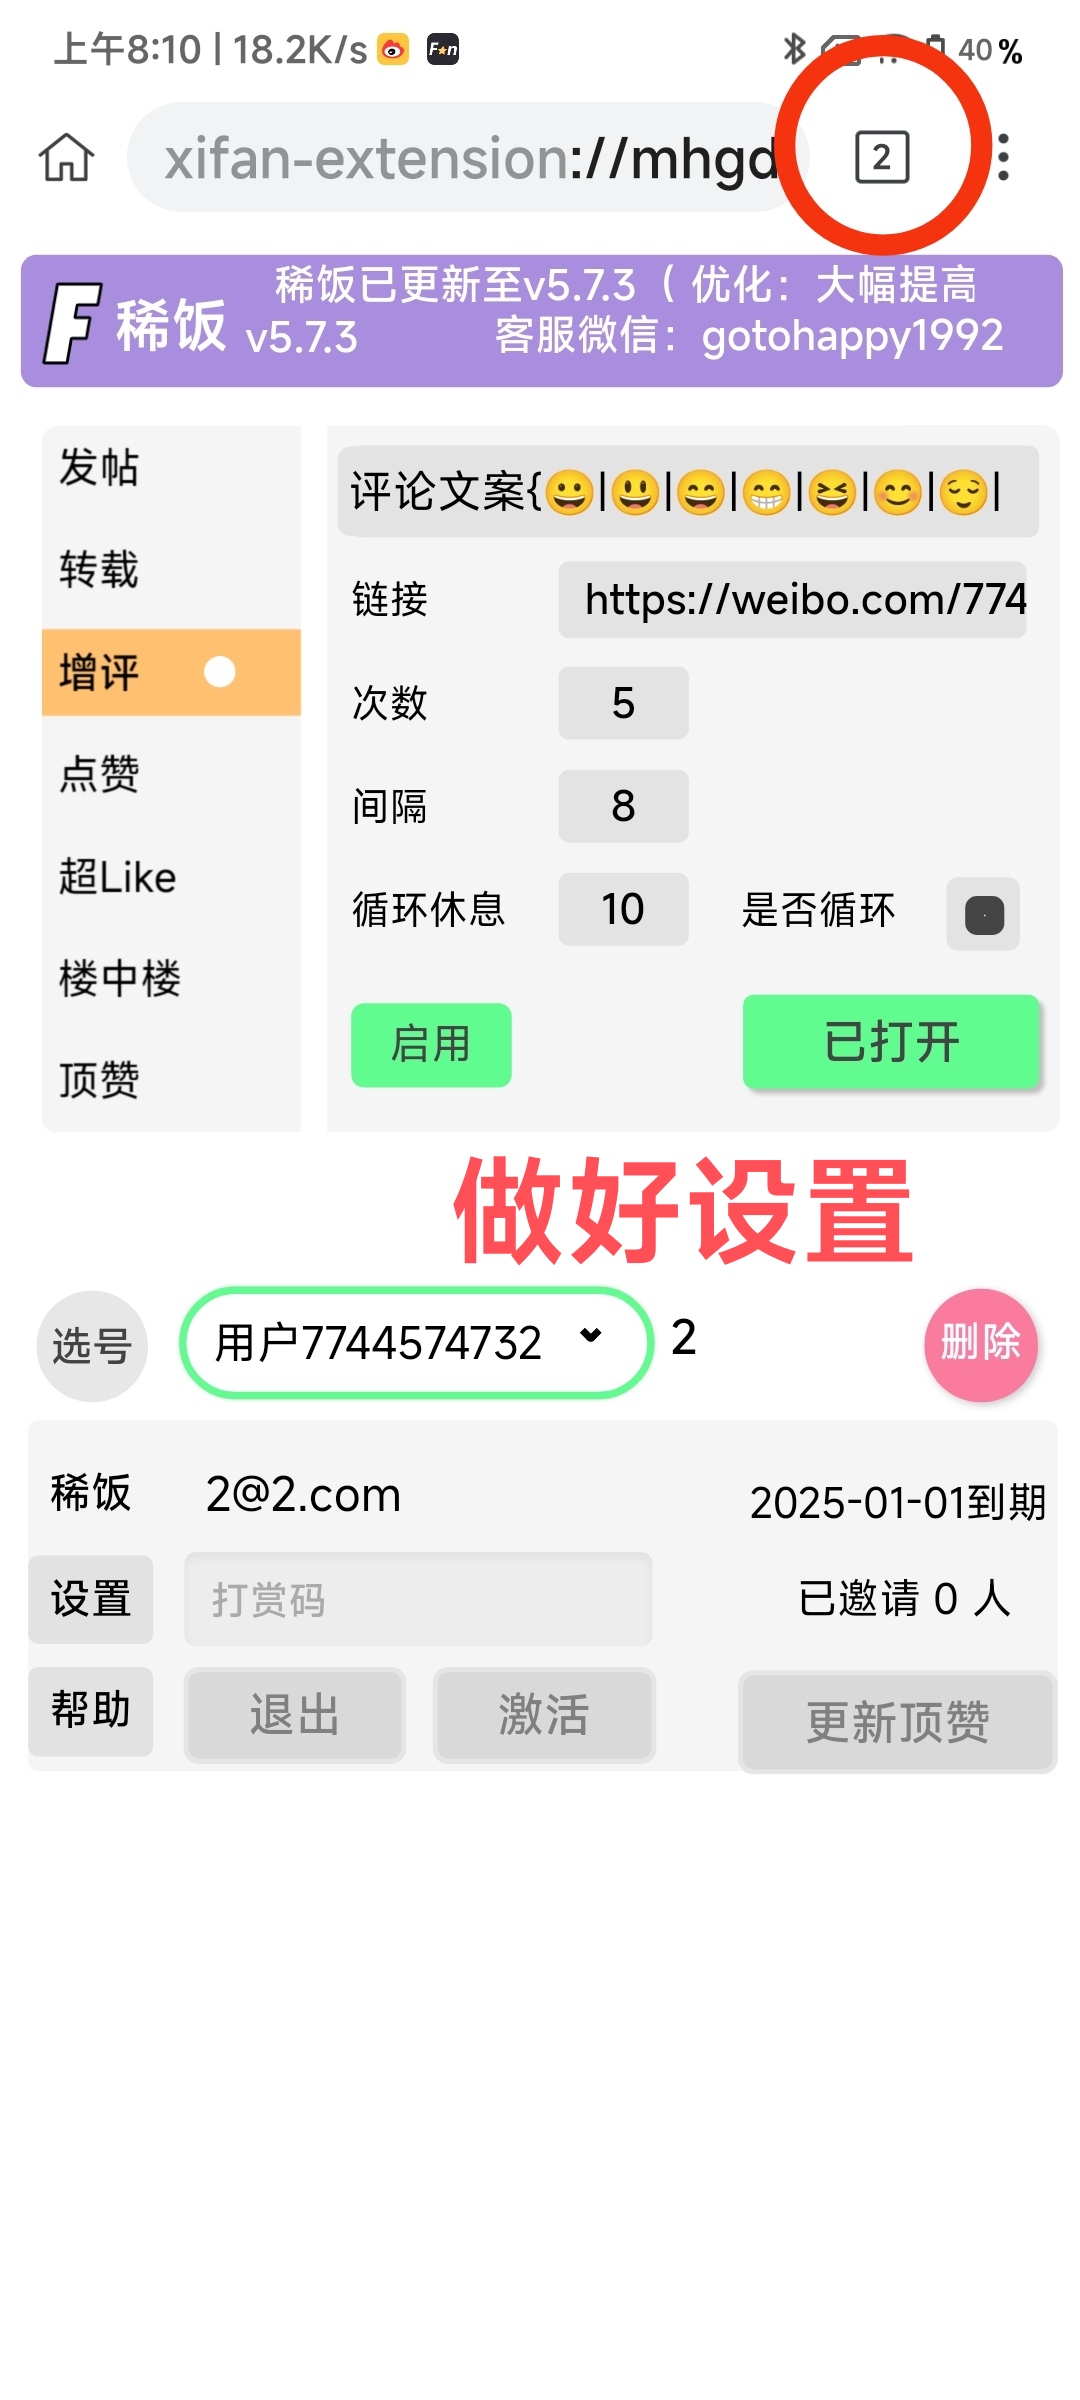 上午8:10 | 18.2K/s
40 %
xifan-extension://mhgd
2
稀饭已更新至v5.7.3（ 优化：大幅提高
F 稀饭 v5.7.3 客服微信：gotohappy1992
发帖
转载
增评
点赞
超Like
楼中楼
顶赞
评论文案{😀|😃|😄|😁|😆|😊|😌|
链接 https://weibo.com/774
次数 5
间隔 8
循环休息 10 是否循环
启用 已打开
做好设置
选号 用户7744574732 2 删除
稀饭 2@2.com 2025-01-01到期
设置 打赏码 已邀请 0 人
帮助 退出 激活 更新顶赞